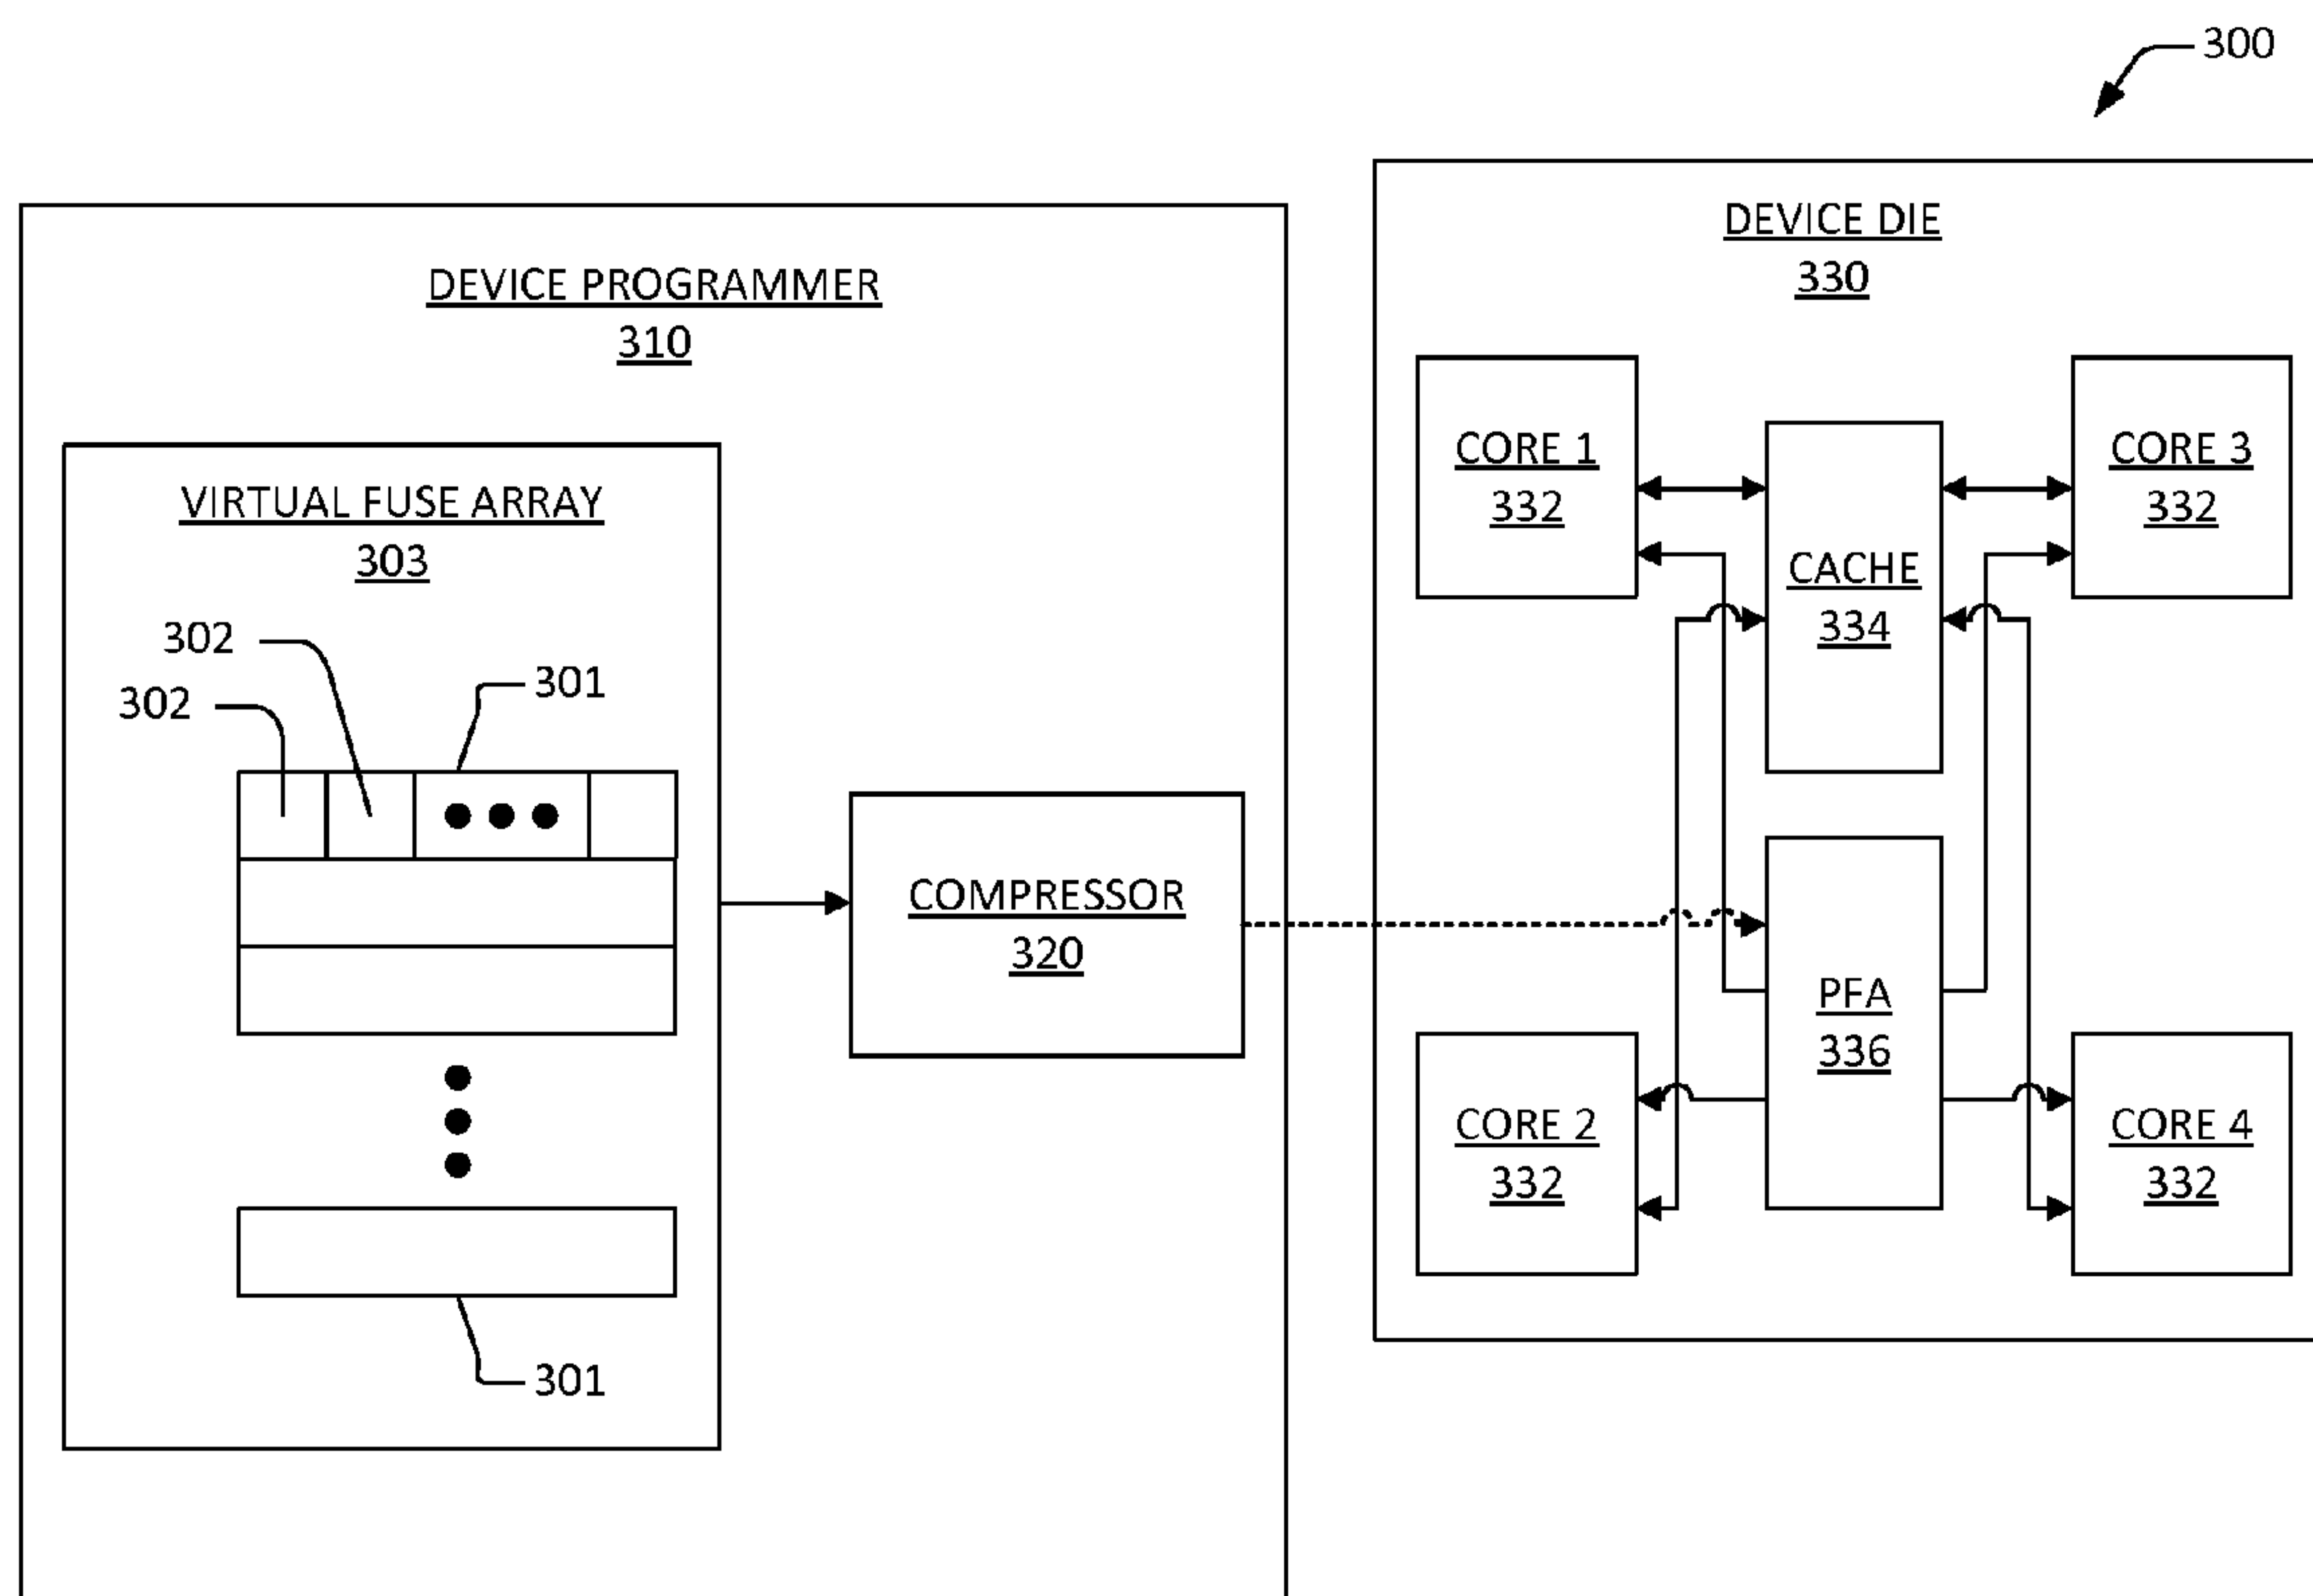 300
DEVICE PROGRAMMER
310
VIRTUAL FUSE ARRAY
303
302
302
301
301
COMPRESSOR
320
DEVICE DIE
330
CORE 1
332
CACHE
334
CORE 3
332
PFA
336
CORE 2
332
CORE 4
332